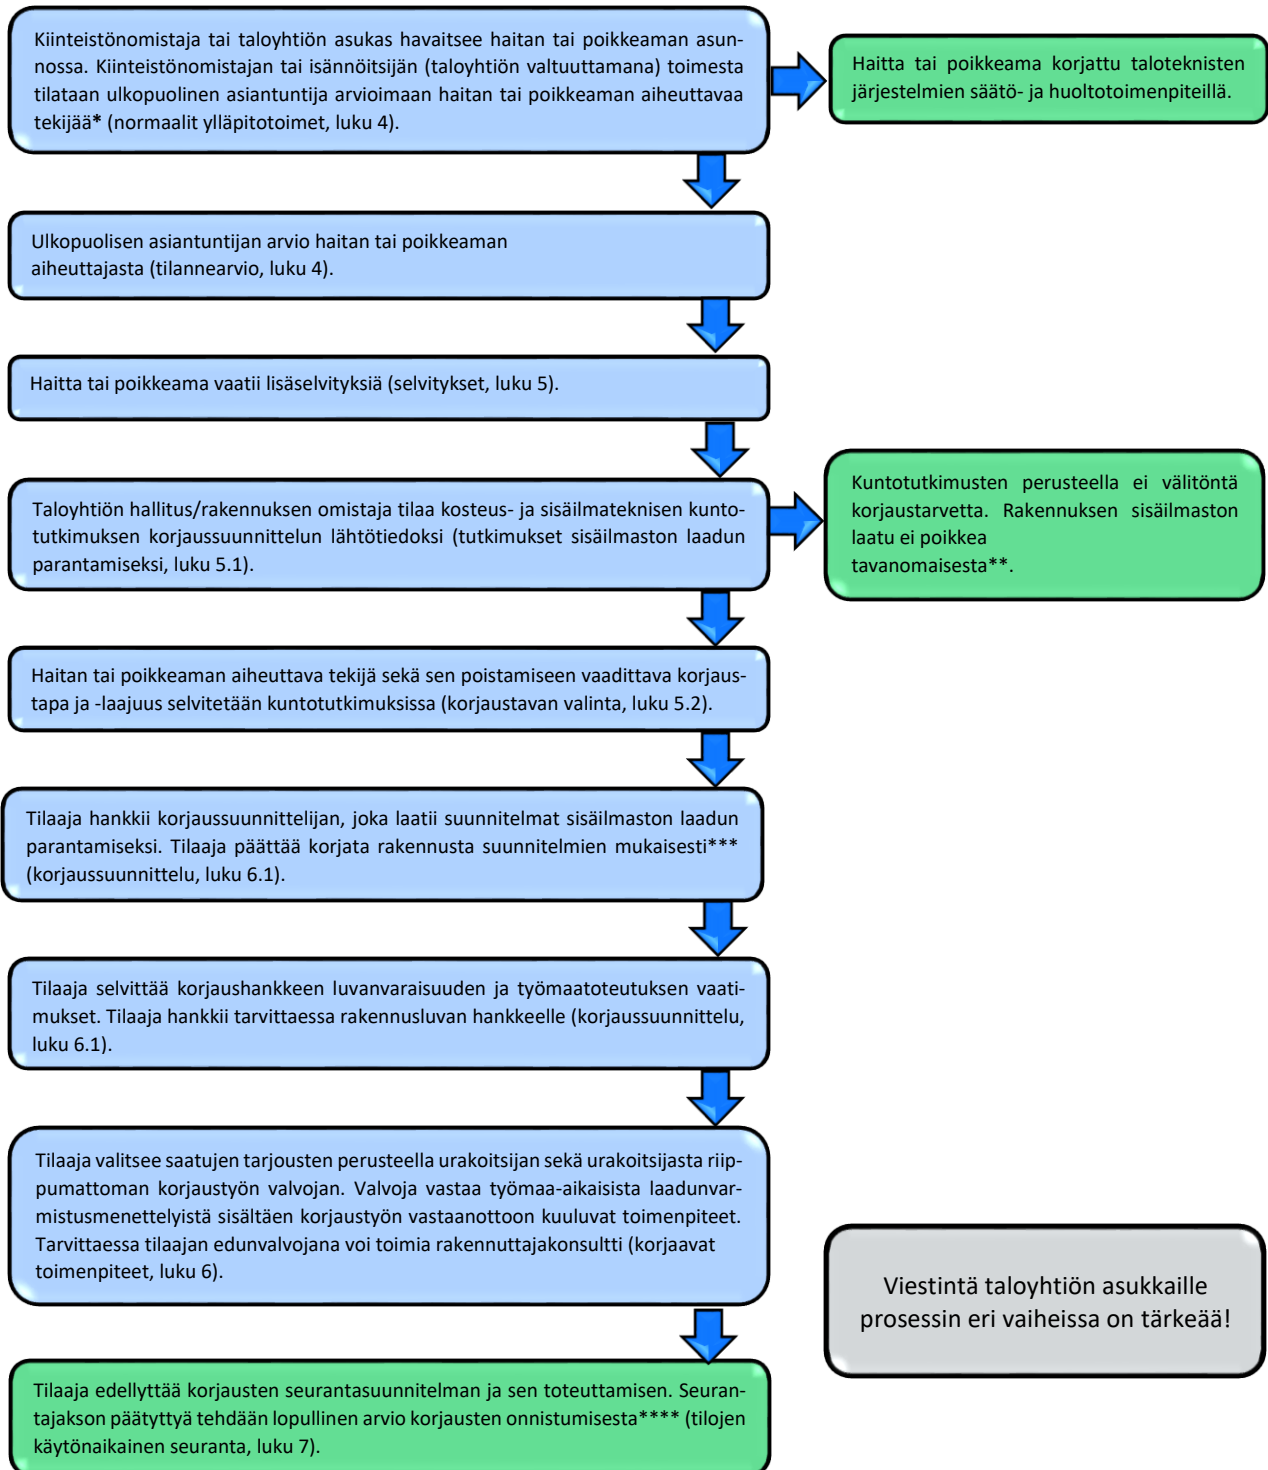 Kiinteistönomistaja tai taloyhtiön asukas havaitsee haitan tai poikkeaman asun-
nossa. Kiinteistönomistajan tai isännöitsijän (taloyhtiön valtuuttamana) toimesta
tilataan ulkopuolinen asiantuntija arvioimaan haitan tai poikkeaman aiheuttavaa
tekijää* (normaalit ylläpitotoimet, luku 4).
Haitta tai poikkeama korjattu taloteknisten
järjestelmien säätö- ja huoltotoimenpiteillä.
Ulkopuolisen asiantuntijan arvio haitan tai poikkeaman
aiheuttajasta (tilannearvio, luku 4).
Haitta tai poikkeama vaatii lisäselvityksiä (selvitykset, luku 5).
Taloyhtiön hallitus/rakennuksen omistaja tilaa kosteus- ja sisäilmateknisen kunto-
tutkimuksen korjaussuunnittelun lähtötiedoksi (tutkimukset sisäilmaston laadun
parantamiseksi, luku 5.1).
Kuntotutkimusten perusteella ei välitöntä
korjaustarvetta. Rakennuksen sisäilmaston
laatu ei poikkea
tavanomaisesta**.
Haitan tai poikkeaman aiheuttava tekijä sekä sen poistamiseen vaadittava korjaus-
tapa ja -laajuus selvitetään kuntotutkimuksissa (korjaustavan valinta, luku 5.2).
Tilaaja hankkii korjaussuunnittelijan, joka laatii suunnitelmat sisäilmaston laadun
parantamiseksi. Tilaaja päättää korjata rakennusta suunnitelmien mukaisesti***
(korjaussuunnittelu, luku 6.1).
Tilaaja selvittää korjaushankkeen luvanvaraisuuden ja työmaatoteutuksen vaati-
mukset. Tilaaja hankkii tarvittaessa rakennusluvan hankkeelle (korjaussuunnittelu,
luku 6.1).
Tilaaja valitsee saatujen tarjousten perusteella urakoitsijan sekä urakoitsijasta riip-
pumattoman korjaustyön valvojan. Valvoja vastaa työmaa-aikaisista laadunvar-
mistusmenettelyistä sisältäen korjaustyön vastaanottoon kuuluvat toimenpiteet.
Tarvittaessa tilaajan edunvalvojana voi toimia rakennuttajakonsultti (korjaavat
toimenpiteet, luku 6).
Viestintä taloyhtiön asukkaille
prosessin eri vaiheissa on tärkeää!
Tilaaja edellyttää korjausten seurantasuunnitelman ja sen toteuttamisen. Seuran-
tajakson päätyttyä tehdään lopullinen arvio korjausten onnistumisesta**** (tilojen
käytönaikainen seuranta, luku 7).